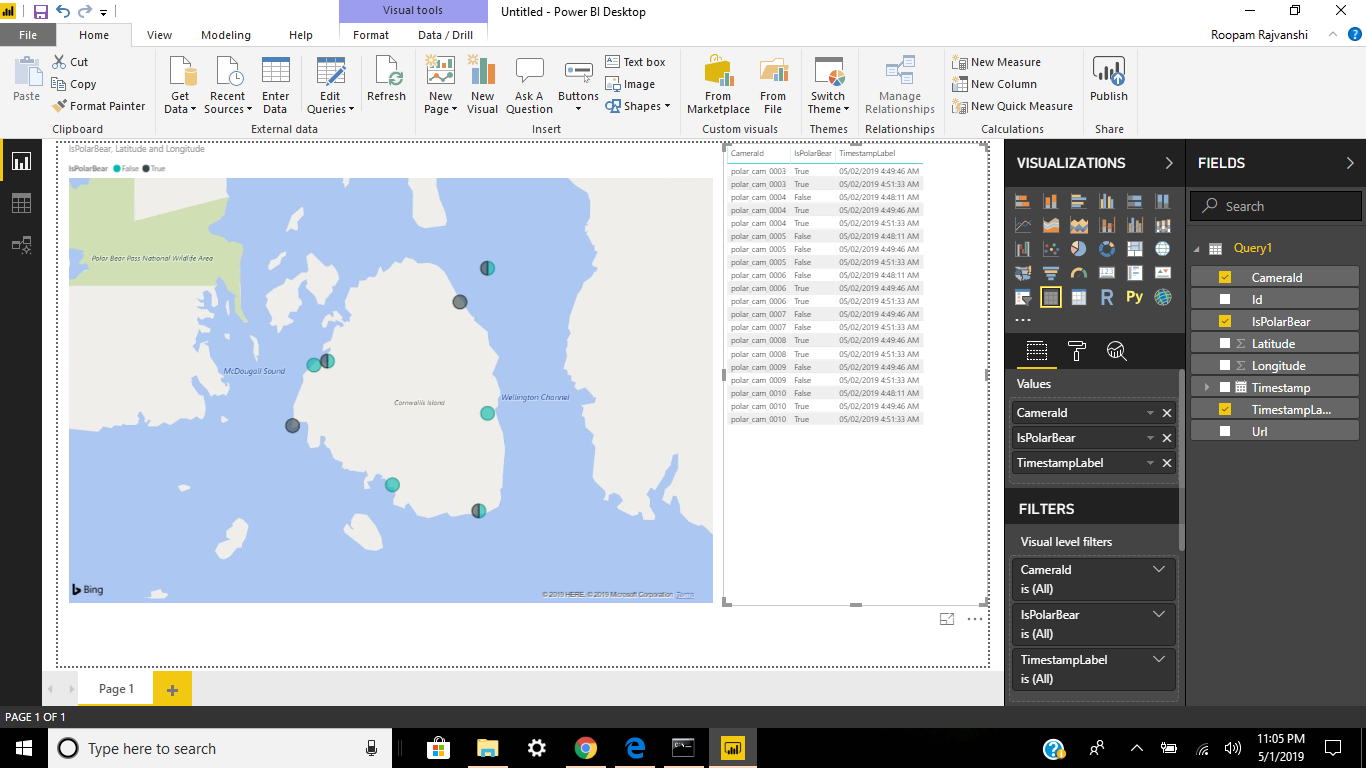 Visual tools
Untitled - Power BI Desktop
File Home View Modeling Help Format Data / Drill
Roopam Rajvanshi
Paste
Cut
Copy
Format Painter
Clipboard
Get Data
Recent Sources
Enter Data
Edit Queries
Refresh
External data
New Page
New Visual
Ask A Question
Buttons
Text box
Image
Shapes
Insert
From Marketplace
From File
Custom visuals
Switch Theme
Themes
Manage Relationships
Relationships
New Measure
New Column
New Quick Measure
Calculations
Publish
Share
IsPolarBear, Latitude and Longitude
IsPolarBear False True
Polar Bear Pass National Wildlife Area
McDougall Sound
Cornwallis Island
Wellington Channel
Bing
© 2019 HERE, © 2019 Microsoft Corporation Terms
CameraId IsPolarBear TimestampLabel
polar_cam_0003 True 05/02/2019 4:49:46 AM
polar_cam_0003 True 05/02/2019 4:51:33 AM
polar_cam_0004 False 05/02/2019 4:48:11 AM
polar_cam_0004 True 05/02/2019 4:49:46 AM
polar_cam_0004 True 05/02/2019 4:51:33 AM
polar_cam_0005 False 05/02/2019 4:48:11 AM
polar_cam_0005 False 05/02/2019 4:49:46 AM
polar_cam_0005 False 05/02/2019 4:51:33 AM
polar_cam_0006 False 05/02/2019 4:48:11 AM
polar_cam_0006 True 05/02/2019 4:49:46 AM
polar_cam_0006 True 05/02/2019 4:51:33 AM
polar_cam_0007 False 05/02/2019 4:49:46 AM
polar_cam_0007 False 05/02/2019 4:51:33 AM
polar_cam_0008 True 05/02/2019 4:49:46 AM
polar_cam_0008 True 05/02/2019 4:51:33 AM
polar_cam_0009 False 05/02/2019 4:49:46 AM
polar_cam_0009 False 05/02/2019 4:51:33 AM
polar_cam_0010 False 05/02/2019 4:48:11 AM
polar_cam_0010 True 05/02/2019 4:49:46 AM
polar_cam_0010 True 05/02/2019 4:51:33 AM
VISUALIZATIONS
R Py
Values
CameraId
IsPolarBear
TimestampLabel
FILTERS
Visual level filters
CameraId
is (All)
IsPolarBear
is (All)
TimestampLabel
is (All)
FIELDS
Search
Query1
CameraId
Id
IsPolarBear
Latitude
Longitude
Timestamp
TimestampLa...
Url
Page 1
PAGE 1 OF 1
Type here to search
11:05 PM
5/1/2019